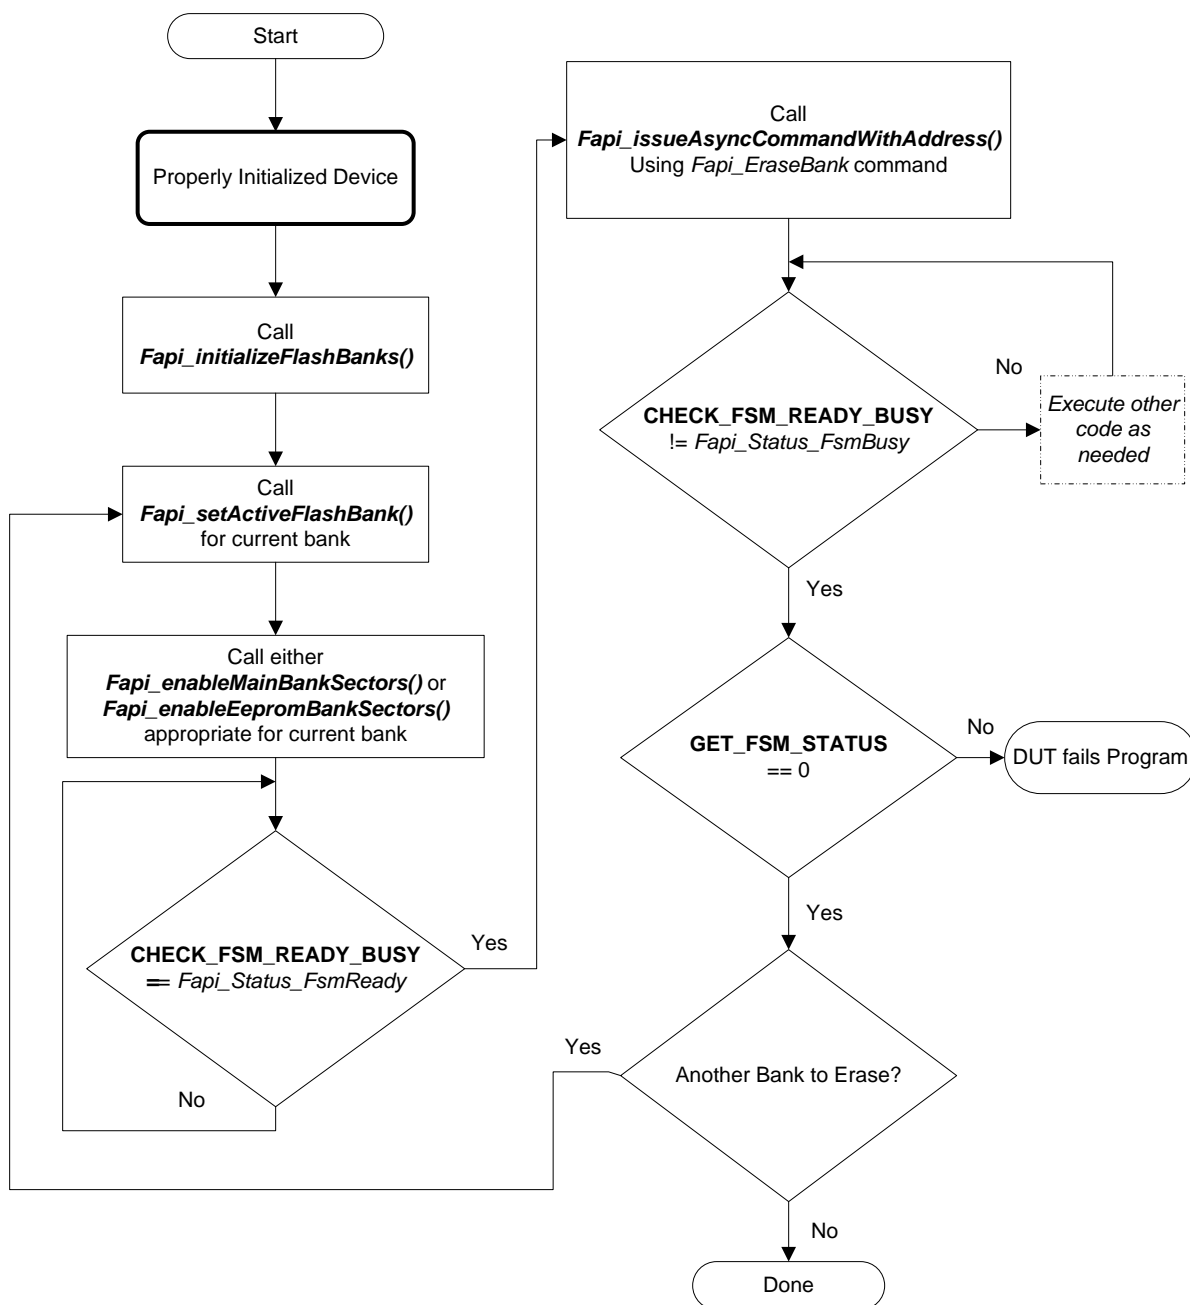 Start
Properly Initialized Device
Call
Fapi_initializeFlashBanks()
Call
Fapi_setActiveFlashBank()
for current bank
Call either
Fapi_enableMainBankSectors() or
Fapi_enableEepromBankSectors()
appropriate for current bank
CHECK_FSM_READY_BUSY
== Fapi_Status_FsmReady
Yes
No
Call
Fapi_issueAsyncCommandWithAddress()
Using Fapi_EraseBank command
CHECK_FSM_READY_BUSY
!= Fapi_Status_FsmBusy
No
Execute other
code as
needed
Yes
GET_FSM_STATUS
== 0
No
DUT fails Program
Yes
Another Bank to Erase?
Yes
No
Done